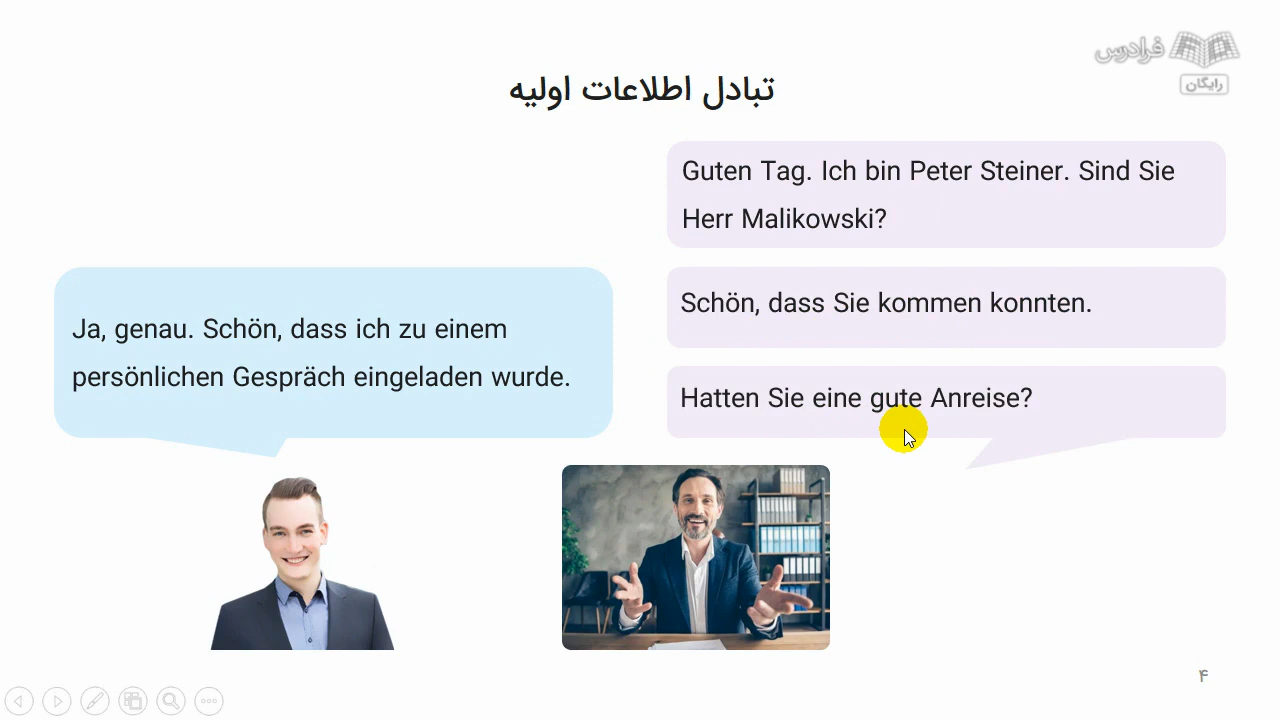 فرادرس
رایگان
تبادل اطلاعات اولیه
Guten Tag. Ich bin Peter Steiner. Sind Sie
Herr Malikowski?
Schön, dass Sie kommen konnten.
Ja, genau. Schön, dass ich zu einem
persönlichen Gespräch eingeladen wurde.
Hatten Sie eine gute Anreise?
۴